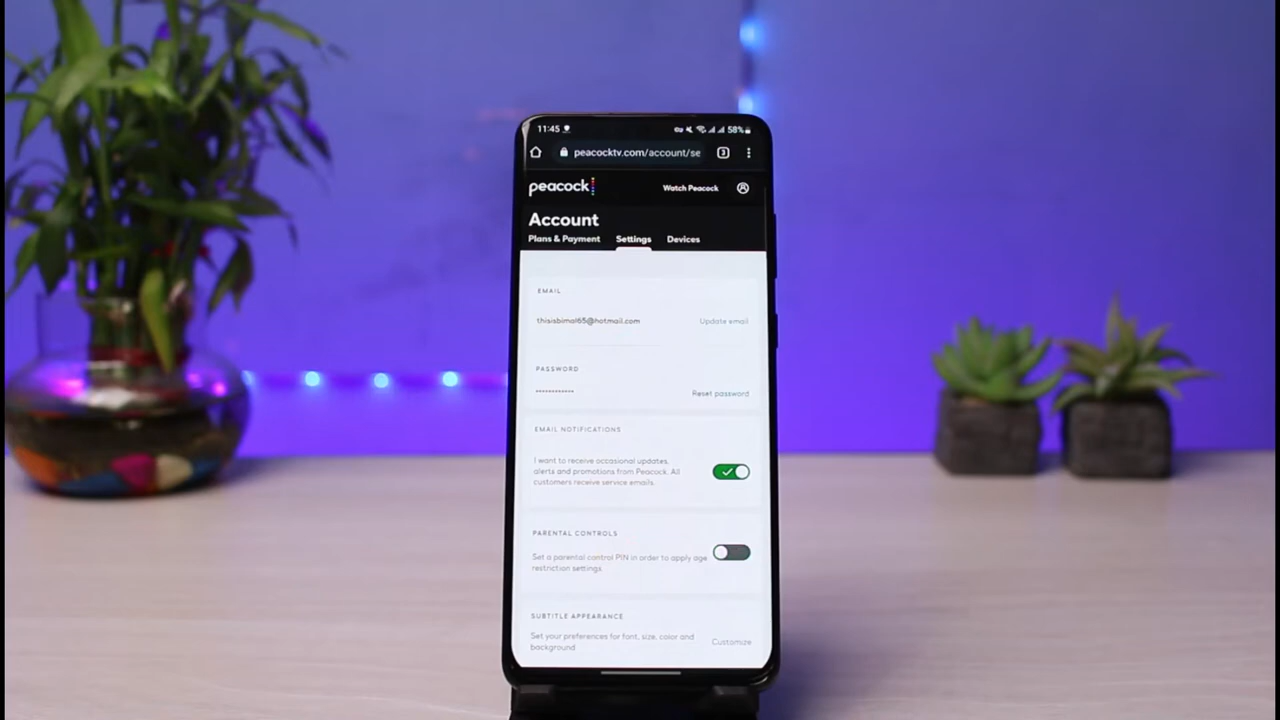 11:45 58%
peacocktv.com/account/se 3
peacock Watch Peacock
Account
Plans & Payment Settings Devices
EMAIL
thisisbimal65@hotmail.com Update email
PASSWORD
Reset password
EMAIL NOTIFICATIONS
I want to receive occasional updates,
alerts and promotions from Peacock. All
customers receive service emails.
PARENTAL CONTROLS
Set a parental control PIN in order to apply age
restriction settings
SUBTITLE APPEARANCE
Set your preferences for font, size, color and
background Customize